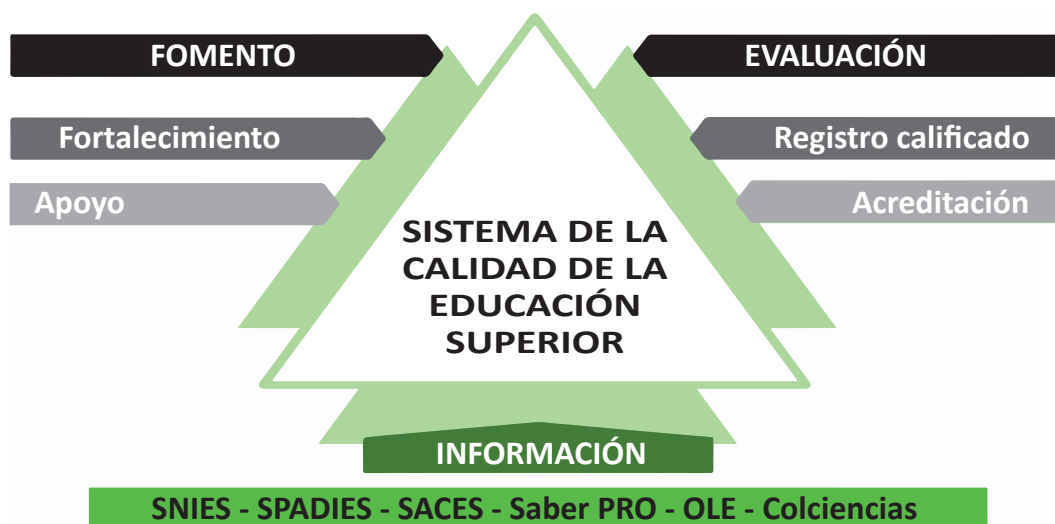 FOMENTO
Fortalecimiento
Apoyo
EVALUACIÓN
Registro calificado
Acreditación
SISTEMA DE LA
CALIDAD DE LA
EDUCACIÓN
SUPERIOR
INFORMACIÓN
SNIES - SPADIES - SACES - Saber PRO - OLE - Colciencias